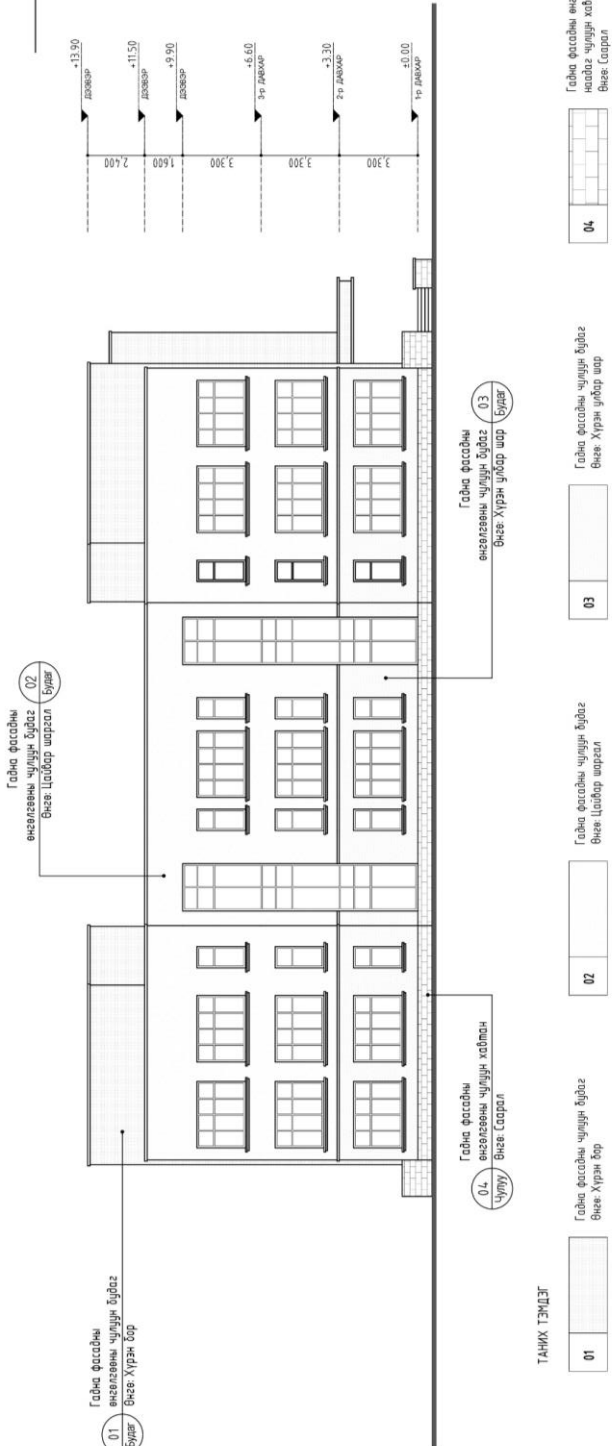 Гадна фасадны
өнгөлгөөны чулуун будаг
Өнгө: Хүрэн бор
01
Будаг
Гадна фасадны
өнгөлгөөны чулуун будаг
Өнгө: Цайвар шаргал
02
Будаг
+13.90
ДЭЭВЭР
+11.50
ДЭЭВЭР
+9.90
ДЭЭВЭР
+6.60
3-р ДАВХАР
+3.30
2-р ДАВХАР
±0.00
1-р ДАВХАР
2,400
1,600
3,300
3,300
3,300
04
Чулуу
Гадна фасадны
өнгөлгөөны чулуун хавтан
Өнгө: Саарал
Гадна фасадны
өнгөлгөөны чулуун будаг
Өнгө: Хүрэн улбар шар
03
Будаг
ТАНИХ ТЭМДЭГ
01
Гадна фасадны чулуун будаг
Өнгө: Хүрэн бор
02
Гадна фасадны чулуун будаг
Өнгө: Цайвар шаргал
03
Гадна фасадны чулуун будаг
Өнгө: Хүрэн улбар шар
04
Гадна фасадны
наадаг чулуун
Өнгө: Саарал